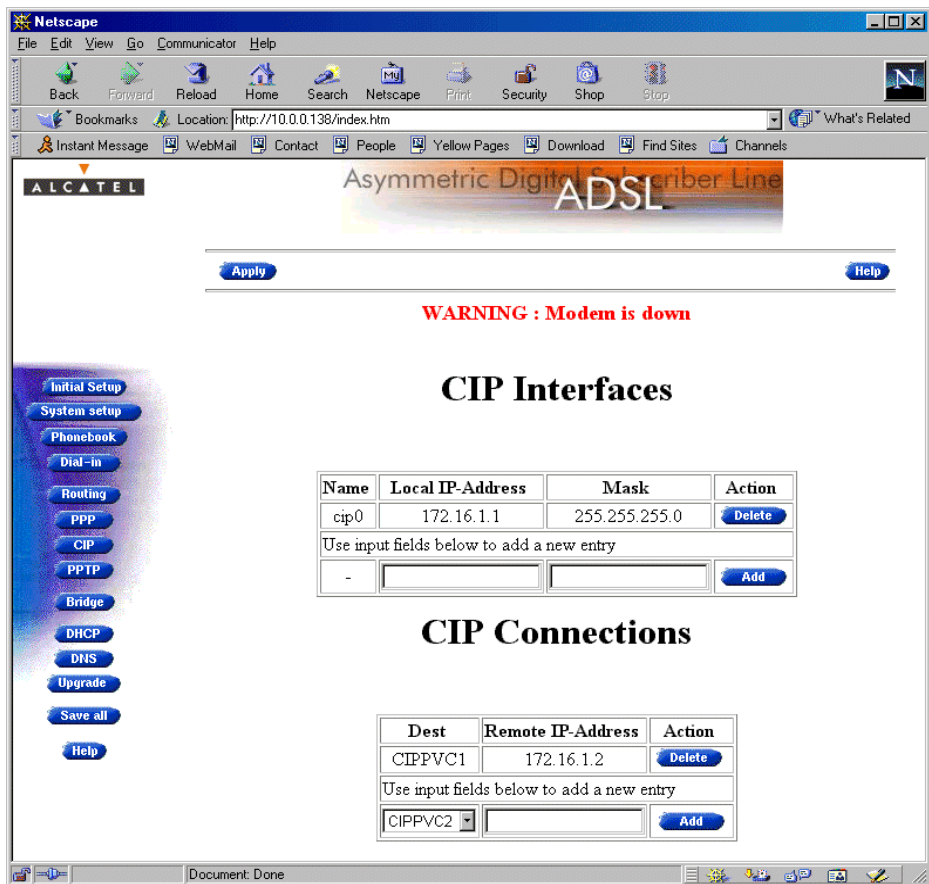 Netscape
File Edit View Go Communicator Help
My
Back Forward Reload Home Search Netscape Print Security Shop Stop
N
Bookmarks Location: http://10.0.0.138/index.htm What's Related
Instant Message WebMail Contact People Yellow Pages Download Find Sites Channels
ALCATEL
Asymmetric Digital Subscriber Line
ADSL
Apply Help
WARNING : Modem is down
Initial Setup
System setup
Phonebook
Dial-in
Routing
PPP
CIP
PPTP
Bridge
DHCP
DNS
Upgrade
Save all
Help
CIP Interfaces
Name Local IP-Address Mask Action
cip0 172.16.1.1 255.255.255.0 Delete
Use input fields below to add a new entry
- Add
CIP Connections
Dest Remote IP-Address Action
CIPPVC1 172.16.1.2 Delete
Use input fields below to add a new entry
CIPPVC2 Add
Document: Done